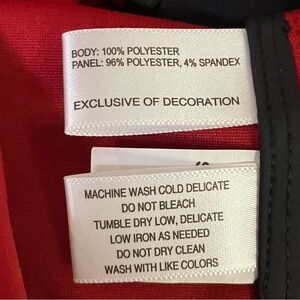 BODY: 100% POLYESTER
PANEL: 96% POLYESTER, 4% SPANDEX
EXCLUSIVE OF DECORATION
MACHINE WASH COLD DELICATE
DO NOT BLEACH
TUMBLE DRY LOW, DELICATE
LOW IRON AS NEEDED
DO NOT DRY CLEAN
WASH WITH LIKE COLORS